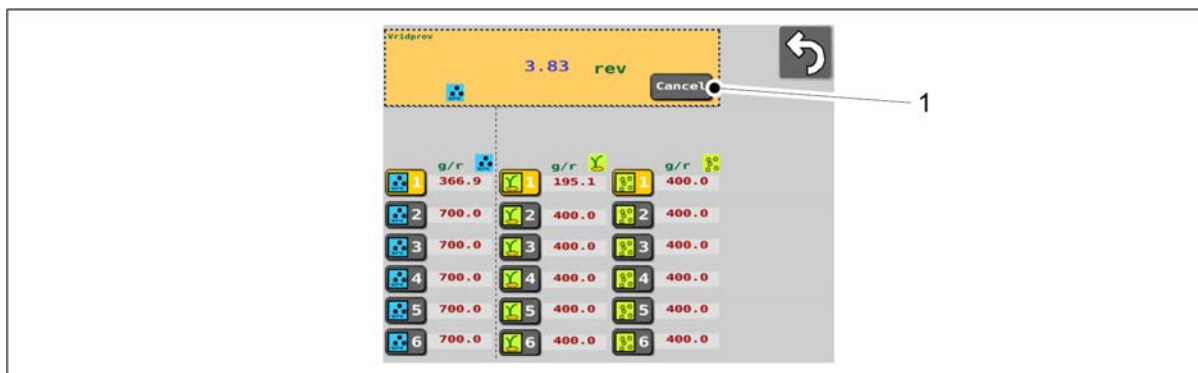 Vridprov
3.83 rev
Cancel
1
g/r g/r g/r
1 366.9 1 195.1 1 400.0
2 700.0 2 400.0 2 400.0
3 700.0 3 400.0 3 400.0
4 700.0 4 400.0 4 400.0
5 700.0 5 400.0 5 400.0
6 700.0 6 400.0 6 400.0